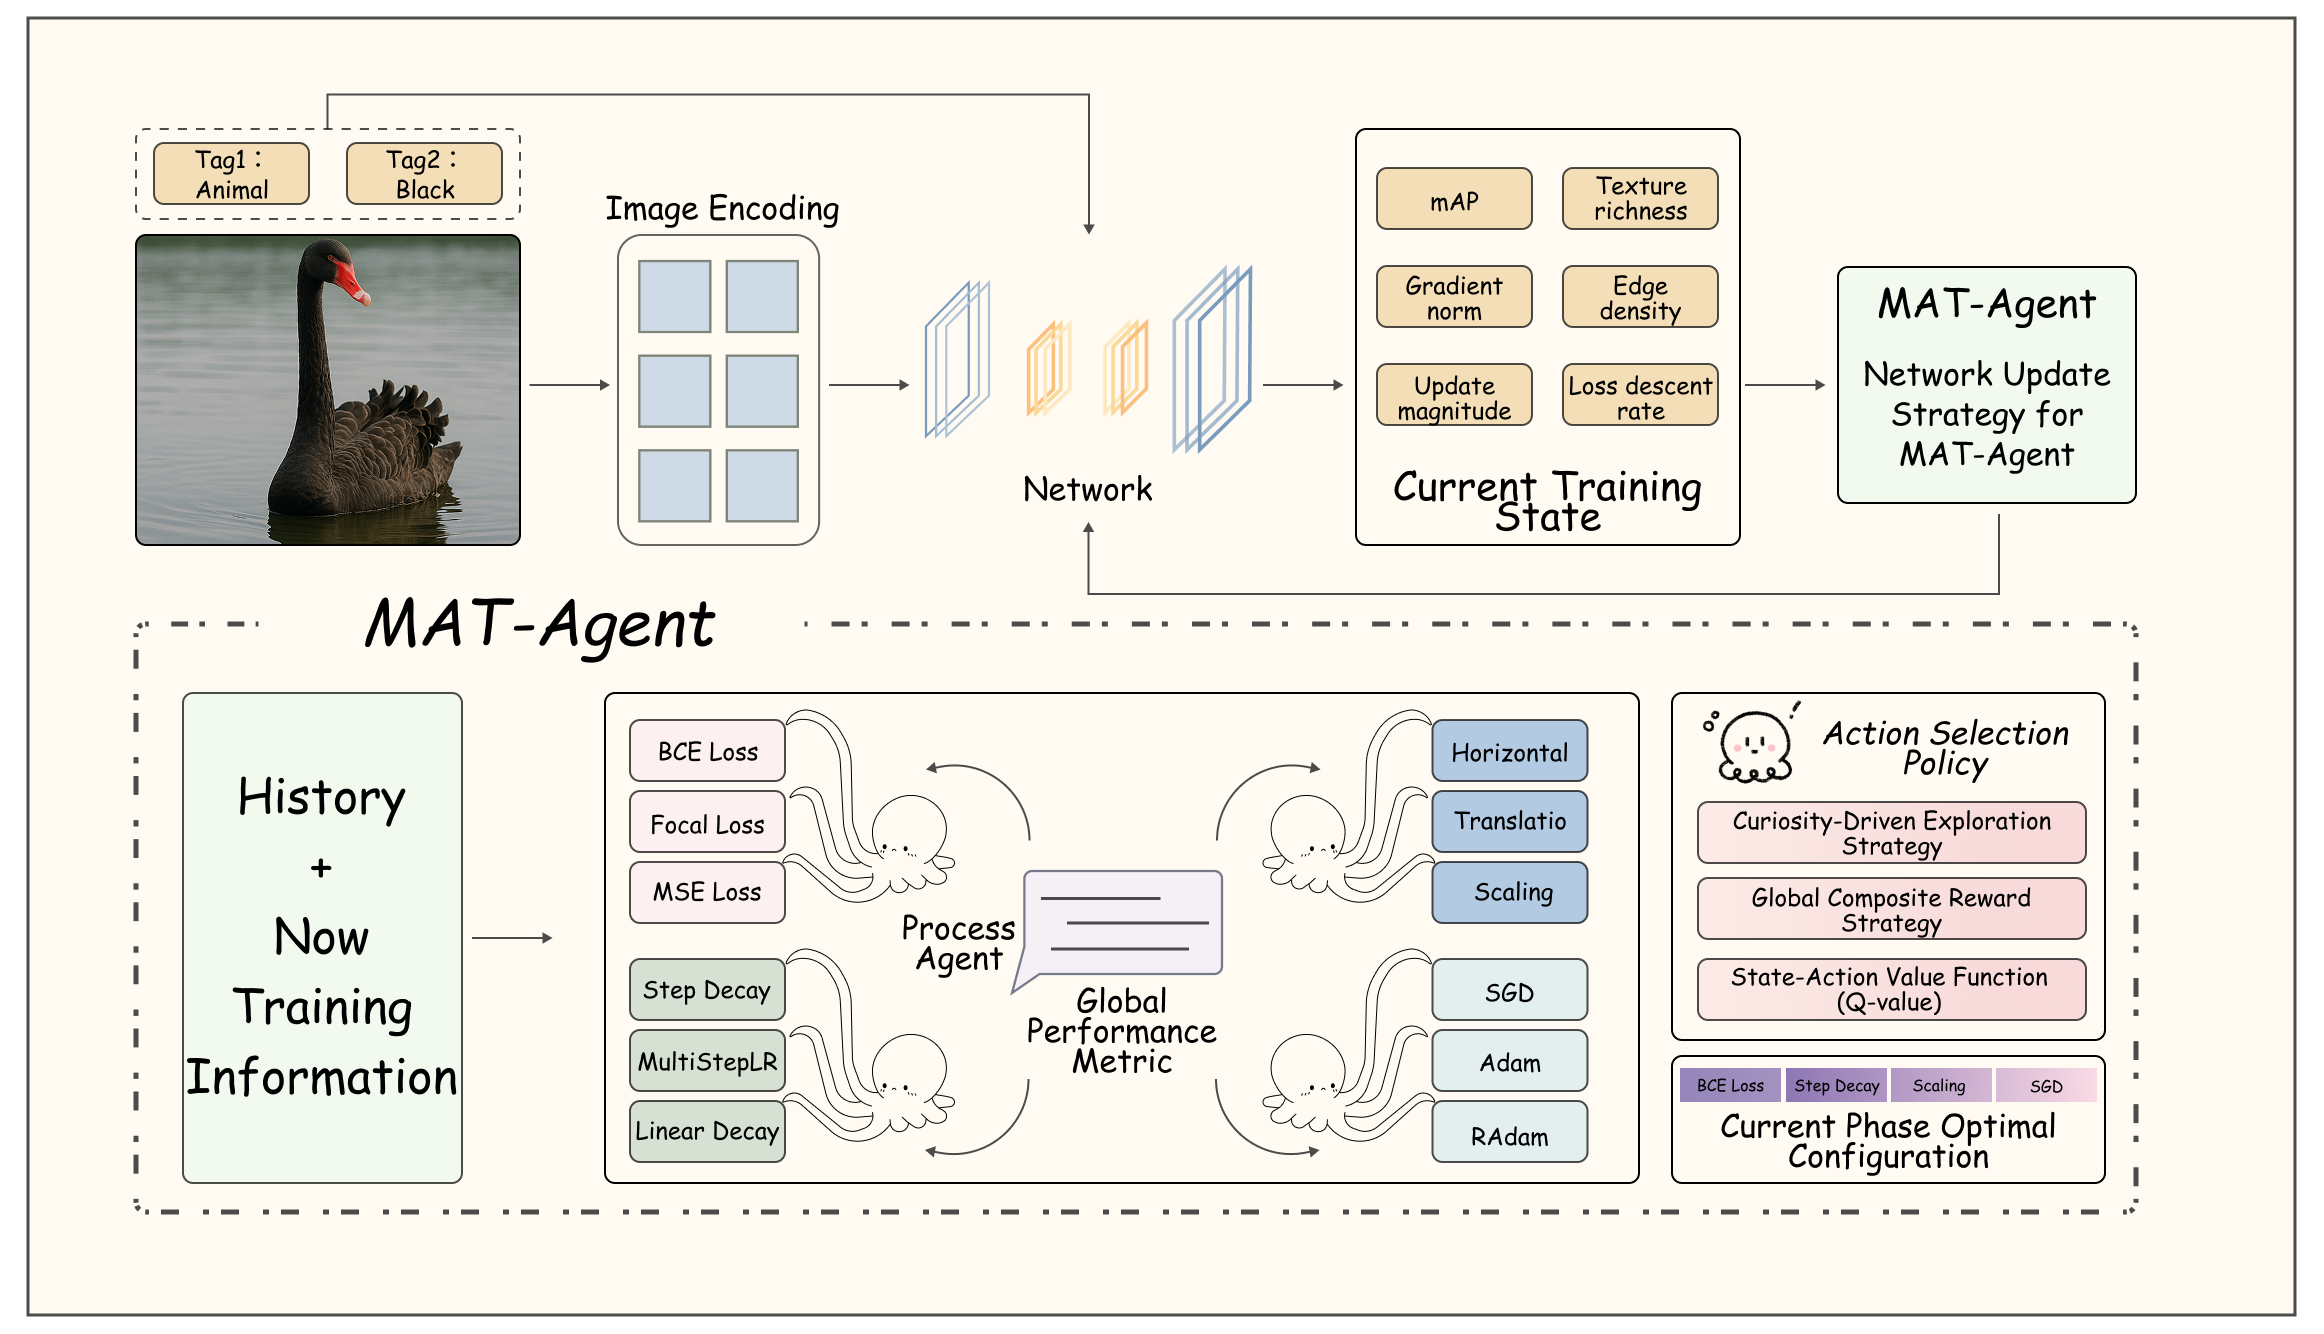 Tag1：
Animal
Tag2：
Black
Image Encoding
Network
mAP
Texture
richness
Gradient
norm
Edge
density
Update
magnitude
Loss descent
rate
Current Training
State
MAT-Agent
Network Update
Strategy for
MAT-Agent
MAT-Agent
History
+
Now
Training
Information
BCE Loss
Focal Loss
MSE Loss
Step Decay
MultiStepLR
Linear Decay
Process
Agent
Global
Performance
Metric
Horizontal
Translatio
Scaling
SGD
Adam
RAdam
Action Selection
Policy
Curiosity-Driven Exploration
Strategy
Global Composite Reward
Strategy
State-Action Value Function
(Q-value)
BCE Loss
Step Decay
Scaling
SGD
Current Phase Optimal
Configuration